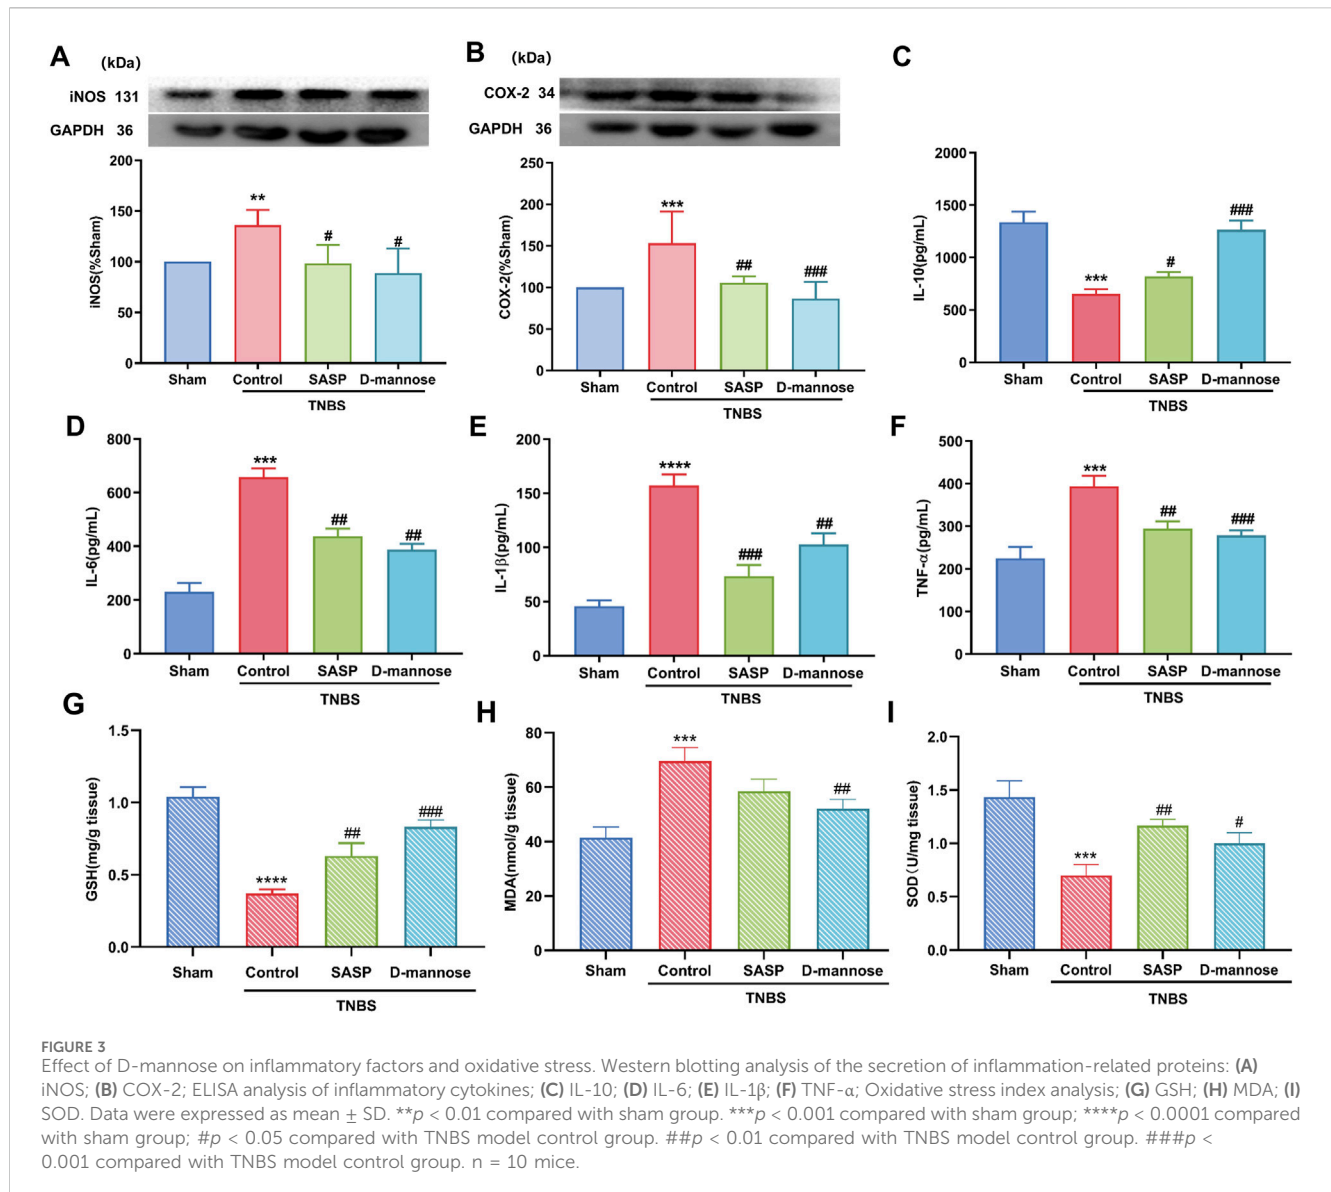 A (kDa)
iNOS 131
GAPDH 36
200
150
100
50
0
iNOS(%Sham)
**
#
#
Sham Control SASP D-mannose
TNBS
B (kDa)
COX-2 34
GAPDH 36
250
200
150
100
50
0
COX-2(%Sham)
***
##
###
Sham Control SASP D-mannose
TNBS
C
2000
1500
1000
500
0
IL-10(pg/mL)
***
#
###
Sham Control SASP D-mannose
TNBS
D
800
600
400
200
0
IL-6(pg/mL)
***
##
##
Sham Control SASP D-mannose
TNBS
E
200
150
100
50
0
IL-1β(pg/mL)
****
###
##
Sham Control SASP D-mannose
TNBS
F
500
400
300
200
100
0
TNF-α(pg/mL)
***
##
###
Sham Control SASP D-mannose
TNBS
G
1.5
1.0
0.5
0.0
GSH(mg/g tissue)
****
##
###
Sham Control SASP D-mannose
TNBS
H
80
60
40
20
0
MDA(nmol/g tissue)
***
##
Sham Control SASP D-mannose
TNBS
I
2.0
1.5
1.0
0.5
0.0
SOD(U/mg tissue)
***
##
#
Sham Control SASP D-mannose
TNBS
FIGURE 3
Effect of D-mannose on inflammatory factors and oxidative stress. Western blotting analysis of the secretion of inflammation-related proteins: (A)
iNOS; (B) COX-2; ELISA analysis of inflammatory cytokines; (C) IL-10; (D) IL-6; (E) IL-1β; (F) TNF-α; Oxidative stress index analysis; (G) GSH; (H) MDA; (I)
SOD. Data were expressed as mean ± SD. **p < 0.01 compared with sham group. ***p < 0.001 compared with sham group; ****p < 0.0001 compared
with sham group; #p < 0.05 compared with TNBS model control group. ##p < 0.01 compared with TNBS model control group. ###p <
0.001 compared with TNBS model control group. n = 10 mice.